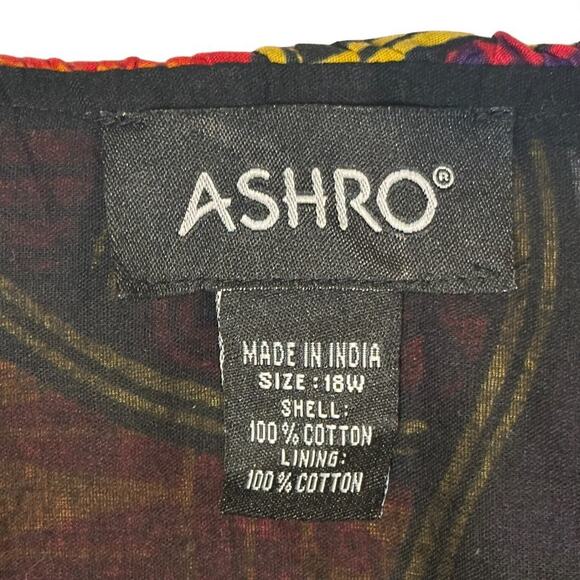 ASHRO®
MADE IN INDIA
SIZE : 18W
SHELL:
100% COTTON
LINING:
100% COTTON